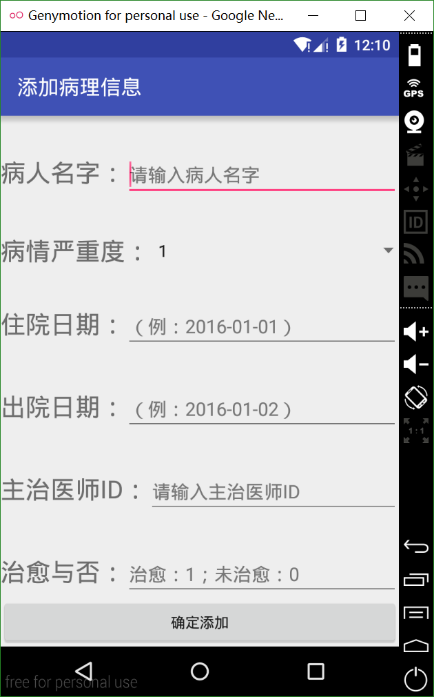 Genymotion for personal use - Google Ne...
12:10
添加病理信息
GPS
病人名字： 请输入病人名字
病情严重度： 1
ID
住院日期： （例：2016-01-01）
出院日期： （例：2016-01-02）
1:1
主治医师ID： 请输入主治医师ID
治愈与否： 治愈：1；未治愈：0
确定添加
free for personal use